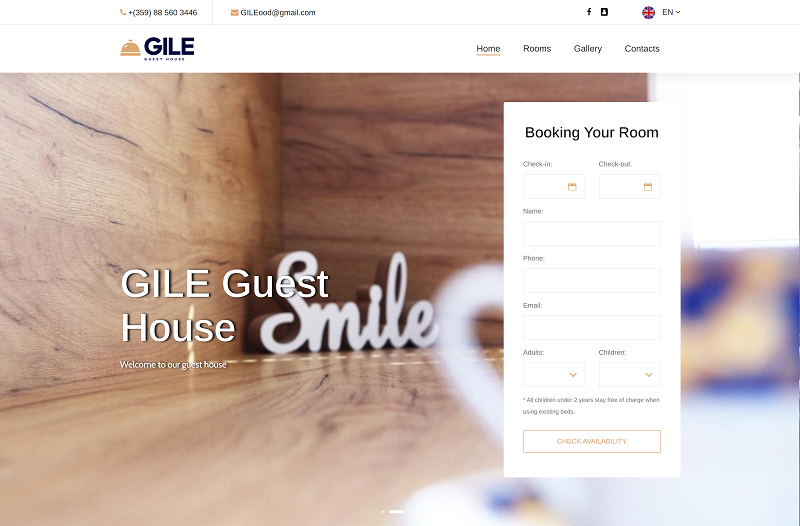 +(359) 88 560 3446
GILEood@gmail.com
EN
GILE
GUEST HOUSE
Home
Rooms
Gallery
Contacts
Booking Your Room
Check-in:
Check-out:
Name:
Phone:
Email:
Adults:
Children:
* All children under 2 years stay free of charge when
using existing beds.
CHECK AVAILABILITY
Smile
GILE Guest
House
Welcome to our guest house